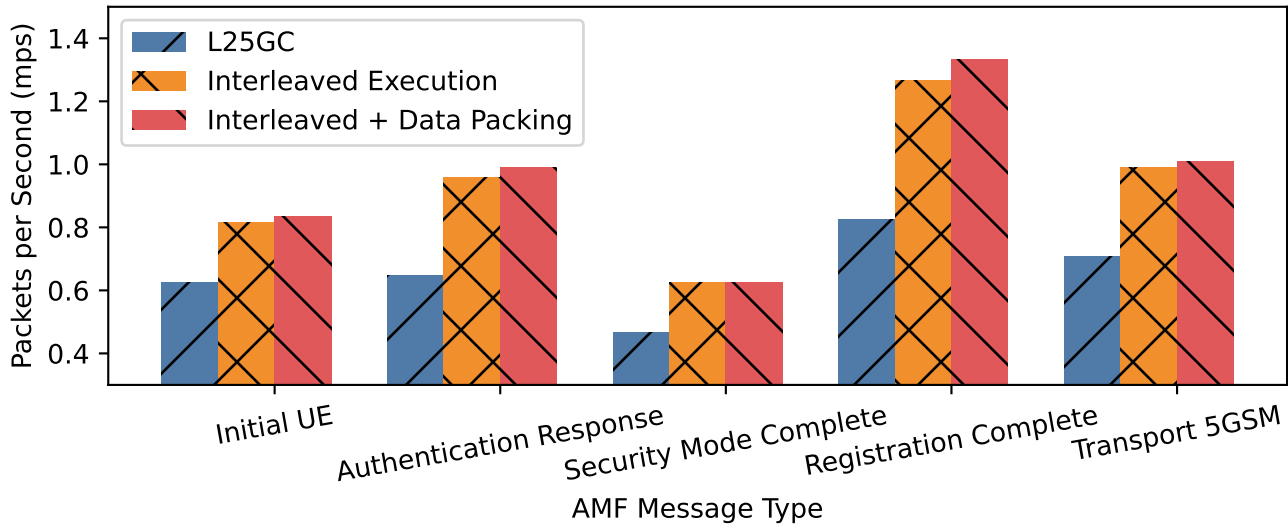 Packets per Second (mps)
1.4
1.2
1.0
0.8
0.6
0.4
L25GC
Interleaved Execution
Interleaved + Data Packing
Initial UE
Authentication Response
Security Mode Complete
Registration Complete
Transport 5GSM
AMF Message Type